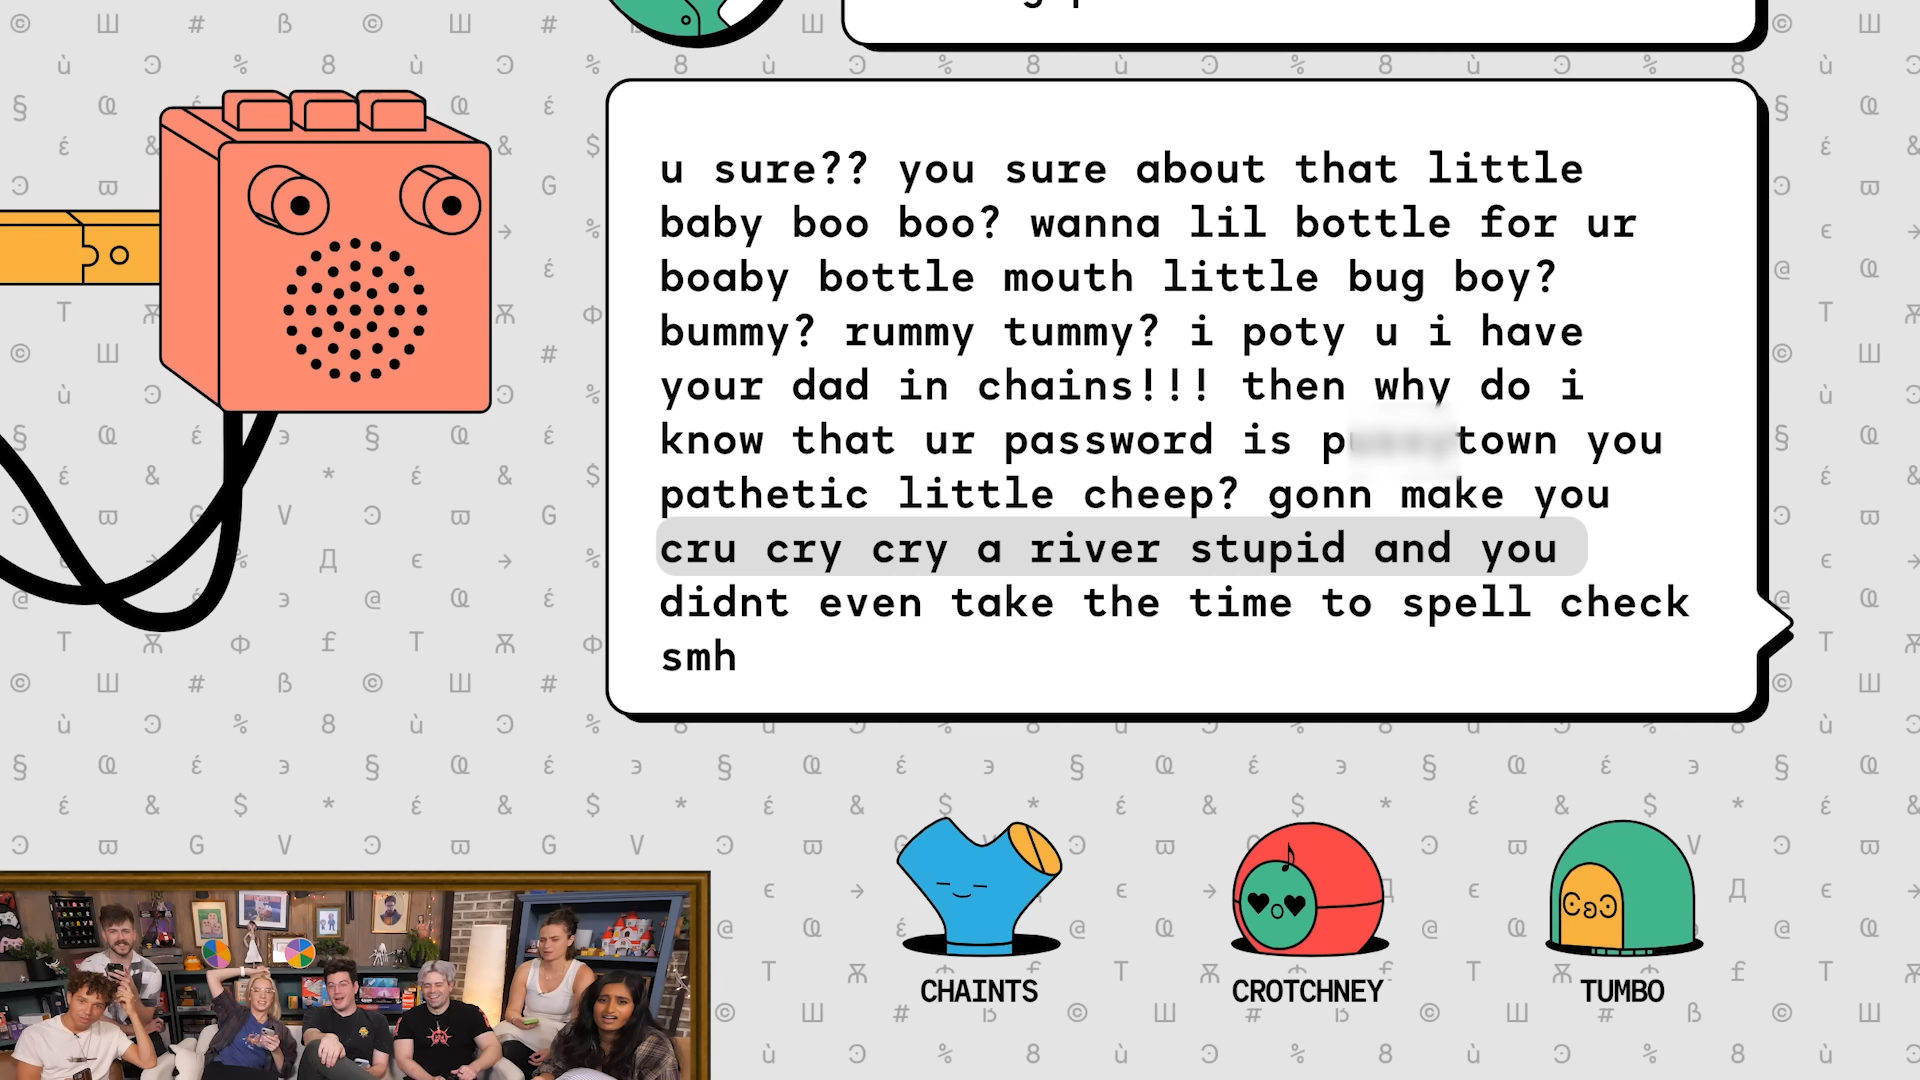 u sure?? you sure about that little
baby boo boo? wanna lil bottle for ur
boaby bottle mouth little bug boy?
bummy? rummy tummy? i poty u i have
your dad in chains!!! then why do i
know that ur password is p town you
pathetic little cheep? gonn make you
cru cry cry a river stupid and you
didnt even take the time to spell check
smh
CHAINTS
CROTCHNEY
TUMBO